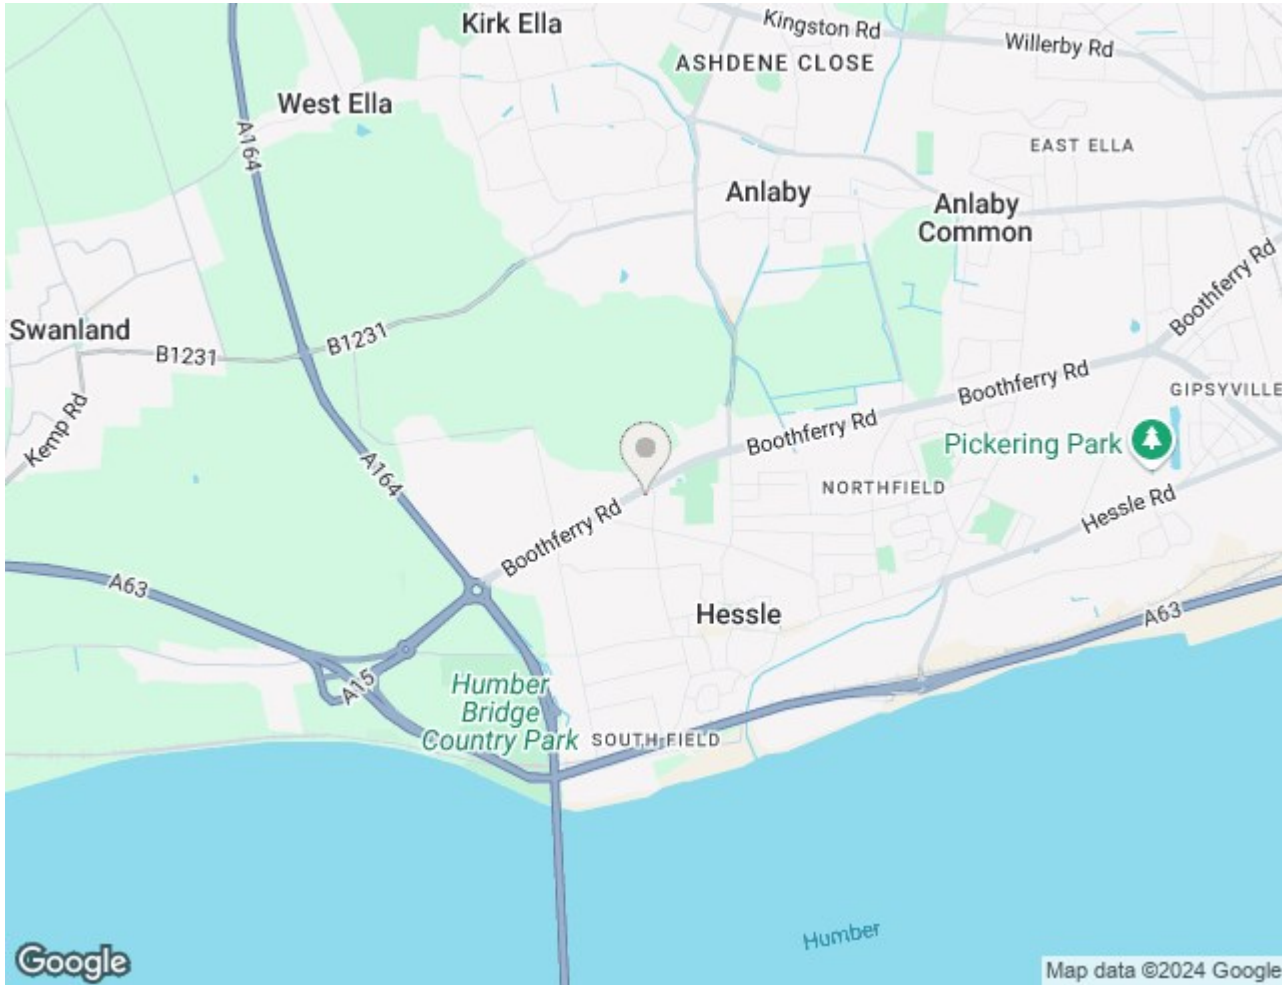 Kirk Ella
Kingston Rd
Willerby Rd
ASHDENE CLOSE
West Ella
A164
EAST ELLA
Anlaby
Anlaby
Common
Boothferry Rd
Swanland
B1231
B1231
Boothferry Rd
GIPSYVILLE
Kemp Rd
Boothferry Rd
Pickering Park
A164
NORTHFIELD
Hessle Rd
Boothferry Rd
A63
Hessle
A63
A15
Humber
Bridge
Country Park
SOUTH FIELD
Humber
Google
Map data ©2024 Google